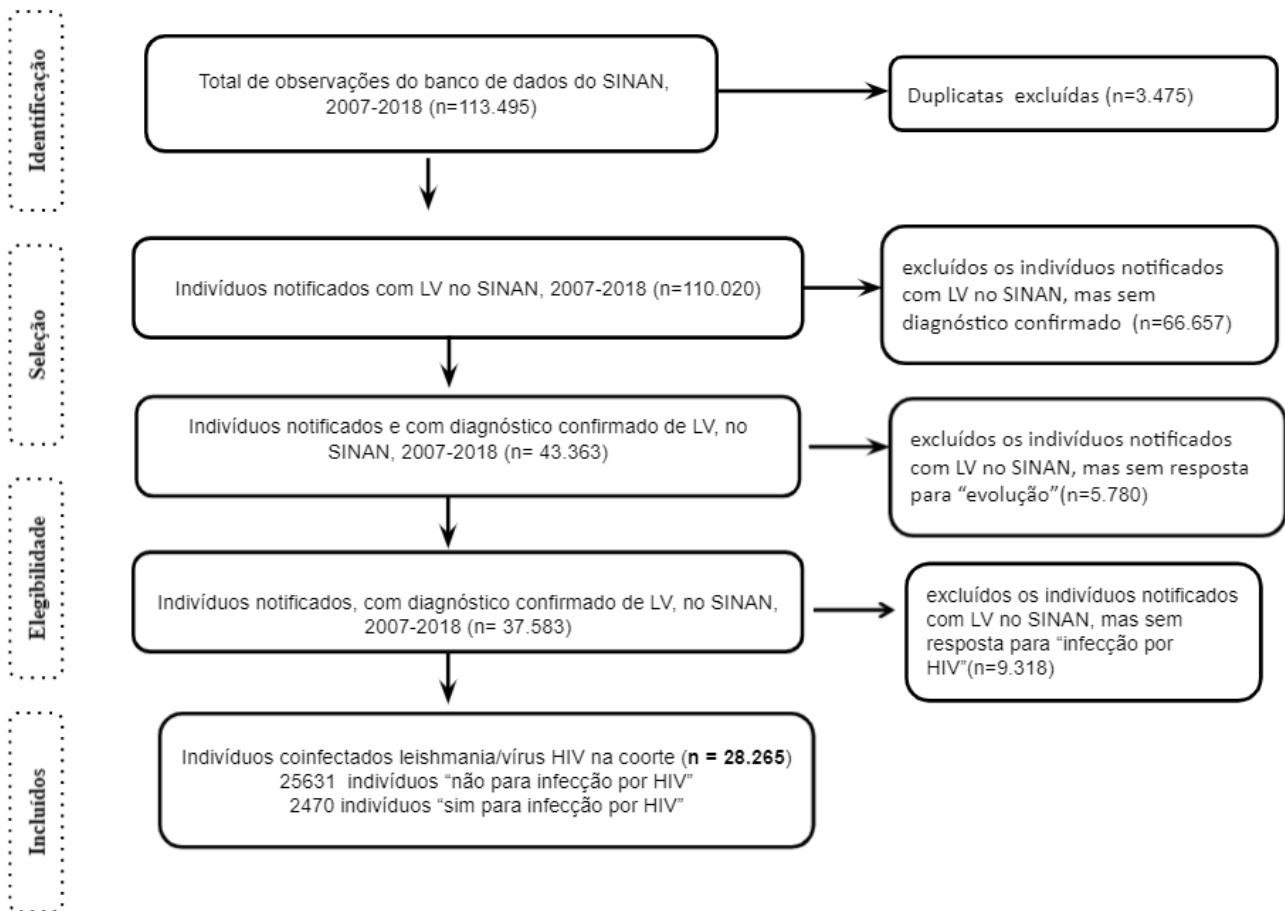 Identificação
Total de observações do banco de dados do SINAN,
2007-2018 (n=113.495)
Duplicatas excluídas (n=3.475)
Seleção
Indivíduos notificados com LV no SINAN, 2007-2018 (n=110.020)
excluídos os indivíduos notificados
com LV no SINAN, mas sem
diagnóstico confirmado (n=66.657)
Indivíduos notificados e com diagnóstico confirmado de LV, no
SINAN, 2007-2018 (n= 43.363)
excluídos os indivíduos notificados
com LV no SINAN, mas sem resposta
para “evolução”(n=5.780)
Elegibilidade
Indivíduos notificados, com diagnóstico confirmado de LV, no SINAN,
2007-2018 (n= 37.583)
excluídos os indivíduos notificados
com LV no SINAN, mas sem
resposta para “infecção por
HIV”(n=9.318)
Incluídos
Indivíduos coinfectados leishmania/vírus HIV na coorte (n = 28.265)
25631 indivíduos “não para infecção por HIV”
2470 indivíduos “sim para infecção por HIV”